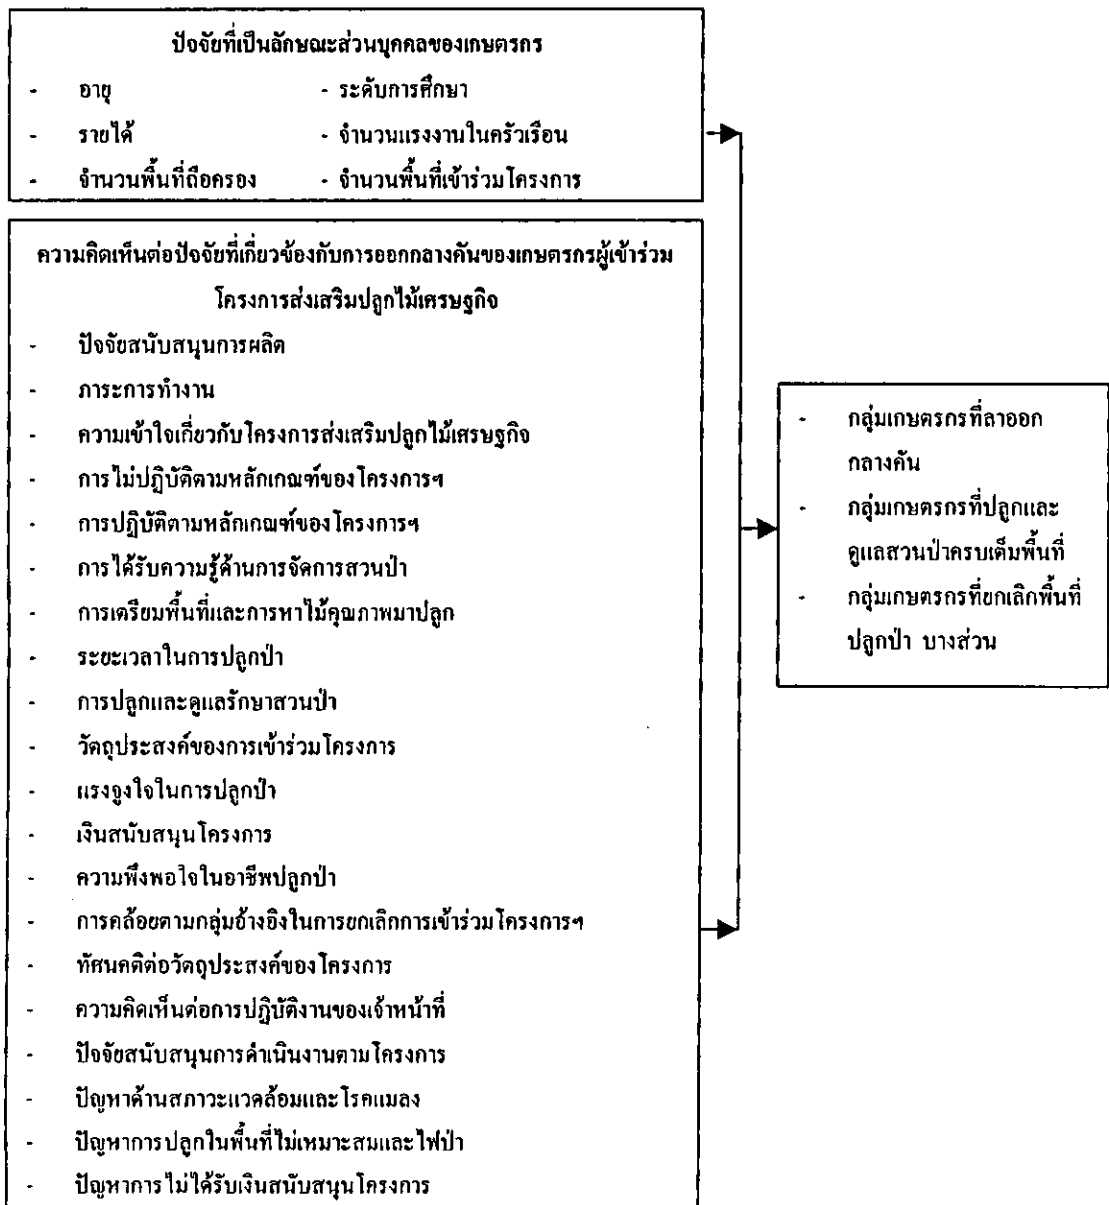 ปัจจัยที่เป็นลักษณะส่วนบุคคลของเกษตรกร
- อายุ - ระดับการศึกษา
- รายได้ - จำนวนแรงงานในครัวเรือน
- จำนวนพื้นที่ถือครอง - จำนวนพื้นที่เข้าร่วมโครงการ
ความคิดเห็นต่อปัจจัยที่เกี่ยวข้องกับการออกกลางคันของเกษตรกรผู้เข้าร่วม
โครงการส่งเสริมปลูกไม้เศรษฐกิจ
- ปัจจัยสนับสนุนการผลิต
- ภาระการทำงาน
- ความเข้าใจเกี่ยวกับโครงการส่งเสริมปลูกไม้เศรษฐกิจ
- การไม่ปฏิบัติตามหลักเกณฑ์ของโครงการฯ
- การปฏิบัติตามหลักเกณฑ์ของโครงการฯ
- การได้รับความรู้ด้านการจัดการสวนป่า
- การเตรียมพื้นที่และการหาไม้คุณภาพมาปลูก
- ระยะเวลาในการปลูกป่า
- การปลูกและดูแลรักษาสวนป่า
- วัตถุประสงค์ของการเข้าร่วมโครงการ
- แรงจูงใจในการปลูกป่า
- เงินสนับสนุนโครงการ
- ความพึงพอใจในอาชีพปลูกป่า
- การคล้อยตามกลุ่มอ้างอิงในการยกเลิกการเข้าร่วมโครงการฯ
- ทัศนคติต่อวัตถุประสงค์ของโครงการ
- ความคิดเห็นต่อการปฏิบัติงานของเจ้าหน้าที่
- ปัจจัยสนับสนุนการดำเนินงานตามโครงการ
- ปัญหาด้านสภาวะแวดล้อมและโรคแมลง
- ปัญหาการปลูกในพื้นที่ไม่เหมาะสมและไฟป่า
- ปัญหาการไม่ได้รับเงินสนับสนุนโครงการ
- กลุ่มเกษตรกรที่ลาออก
กลางคัน
- กลุ่มเกษตรกรที่ปลูกและ
ดูแลสวนป่าครบเต็มพื้นที่
- กลุ่มเกษตรกรที่ยกเลิกพื้นที่
ปลูกป่า บางส่วน